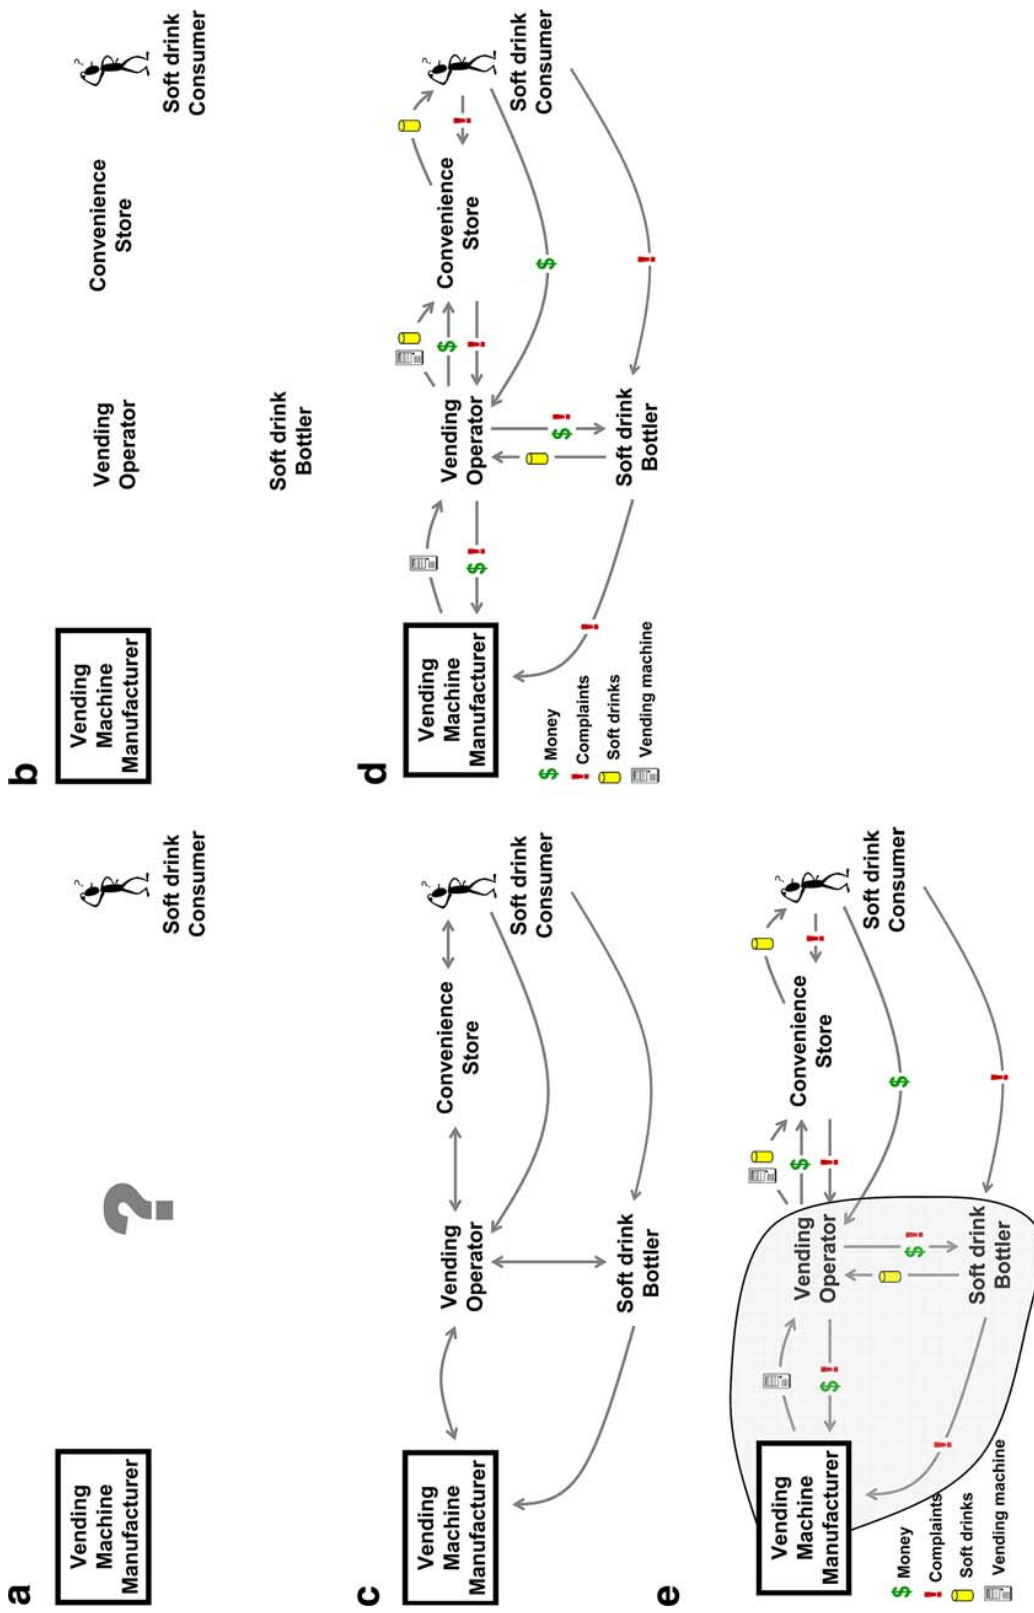 a
Vending
Machine
Manufacturer
?
?
Soft drink
Consumer
b
Vending
Machine
Manufacturer
Vending
Operator
Convenience
Store
?
Soft drink
Consumer
Soft drink
Bottler
c
Vending
Machine
Manufacturer
Vending
Operator
Convenience
Store
?
Soft drink
Consumer
Soft drink
Bottler
d
Vending
Machine
Manufacturer
$ !
Vending
Operator
$
!
Convenience
Store
!
?
Soft drink
Consumer
$
$ !
!
Soft drink
Bottler
!
$ Money
! Complaints
Soft drinks
Vending machine
e
Vending
Machine
Manufacturer
$ !
Vending
Operator
$
!
Convenience
Store
!
?
Soft drink
Consumer
$
$ !
!
Soft drink
Bottler
!
$ Money
! Complaints
Soft drinks
Vending machine